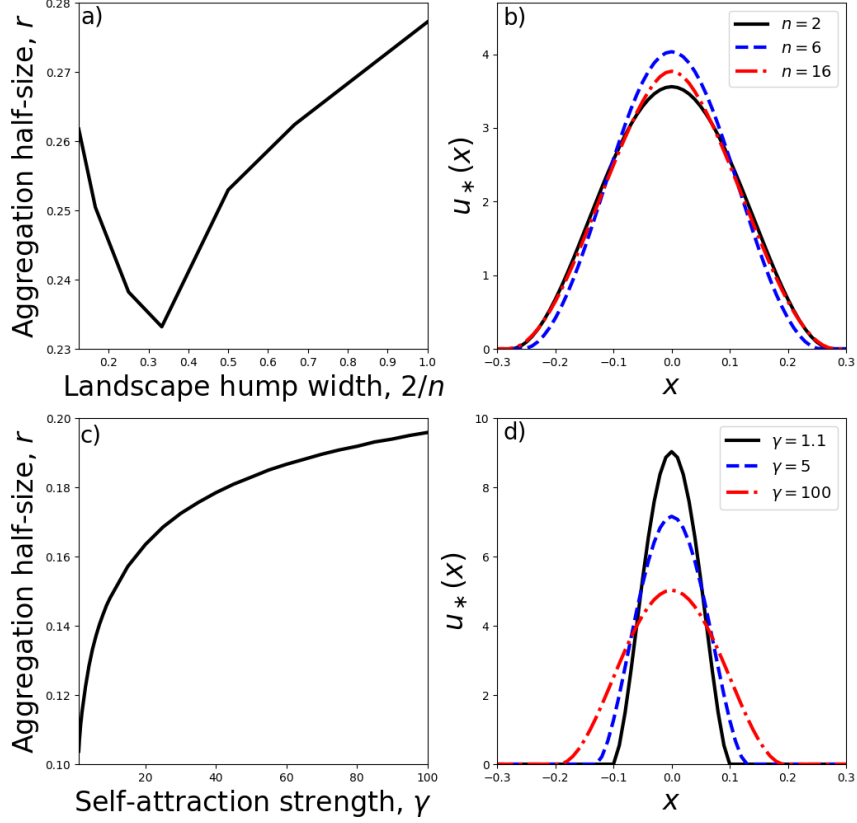 a)
Aggregation half-size, r
0.28
0.27
0.26
0.25
0.24
0.23
0.2 0.3 0.4 0.5 0.6 0.7 0.8 0.9 1.0
Landscape hump width, 2/n
b)
u*(x)
4
3
2
1
0
−0.3 −0.2 −0.1 0.0 0.1 0.2 0.3
x
n = 2
n = 6
n = 16
c)
Aggregation half-size, r
0.20
0.18
0.16
0.14
0.12
0.10
20 40 60 80 100
Self-attraction strength, γ
d)
u*(x)
10
8
6
4
2
0
−0.3 −0.2 −0.1 0.0 0.1 0.2 0.3
x
γ = 1.1
γ = 5
γ = 100